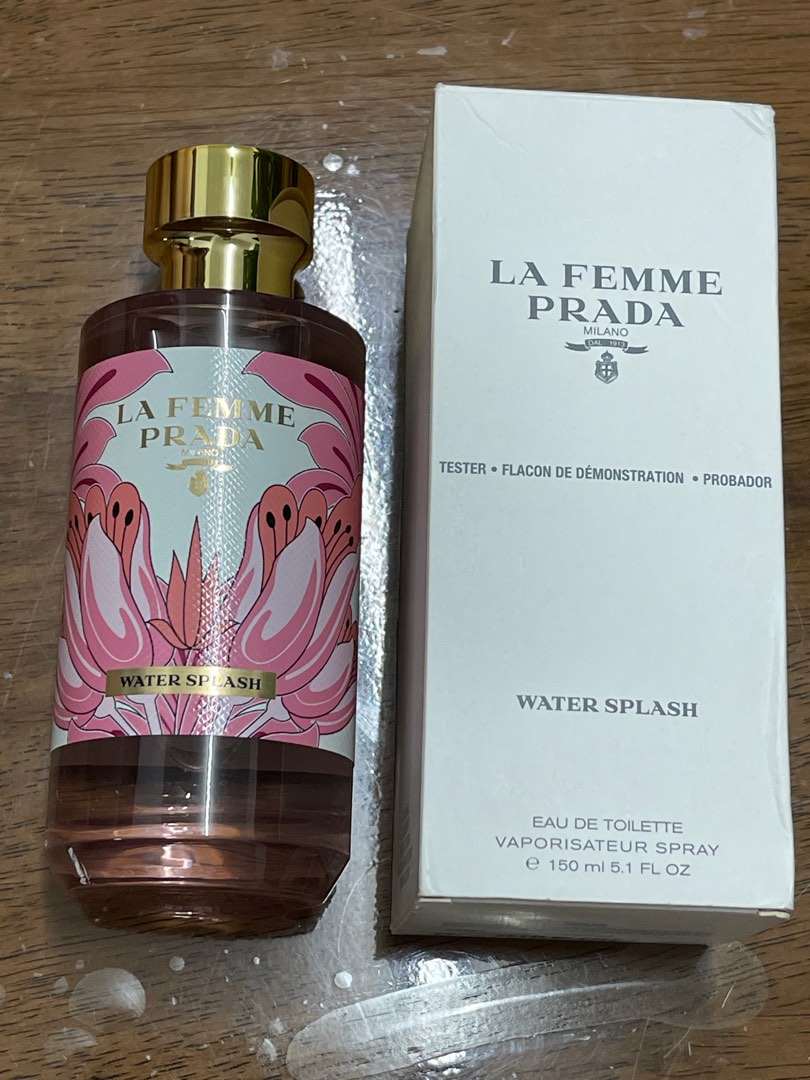 LA FEMME
PRADA
MILANO
WATER SPLASH
LA FEMME
PRADA
MILANO
DAL 1913
TESTER • FLACON DE DÉMONSTRATION • PROBADOR
WATER SPLASH
EAU DE TOILETTE
VAPORISATEUR SPRAY
℮ 150 ml 5.1 FL OZ